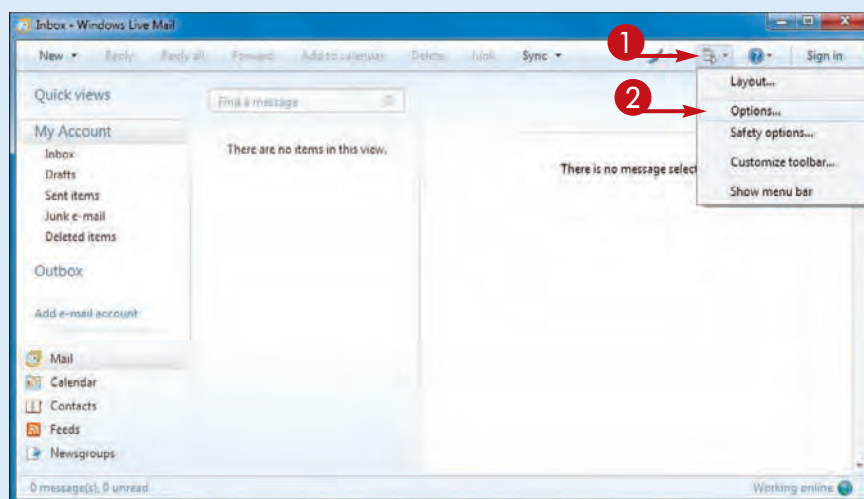 Inbox - Windows Live Mail
New Reply Reply all Forward Add to calendar Delete Junk Sync Sign in
1
2
Layout...
Options...
Safety options...
Customize toolbar...
Show menu bar
Quick views
Find a message
My Account
Inbox
Drafts
Sent items
Junk e-mail
Deleted items
Outbox
Add e-mail account
There are no items in this view.
There is no message select
Mail
Calendar
Contacts
Feeds
Newsgroups
0 message(s), 0 unread
Working online